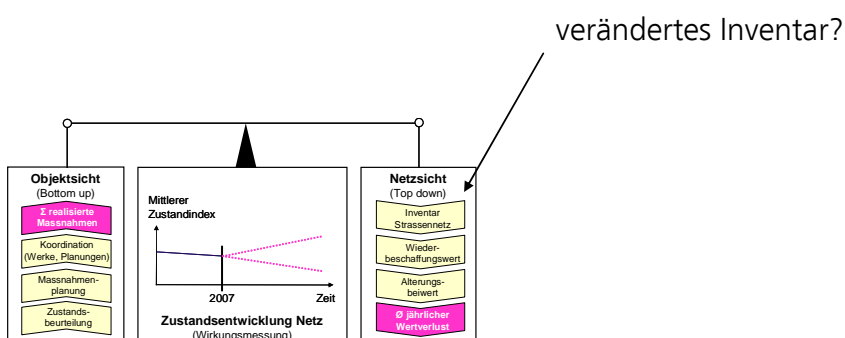 verändertes Inventar?
Objektsicht
(Bottom up)
Σ realisierte
Massnahmen
Koordination
(Werke, Planungen)
Massnahmen-
planung
Zustands-
beurteilung
Mittlerer
Zustandindex
2007
Zeit
Zustandsentwicklung Netz
(Wirkungsmessung)
Netzsicht
(Top down)
Inventar
Strassennetz
Wieder-
beschaffungswert
Alterungs-
beiwert
Ø jährlicher
Wertverlust